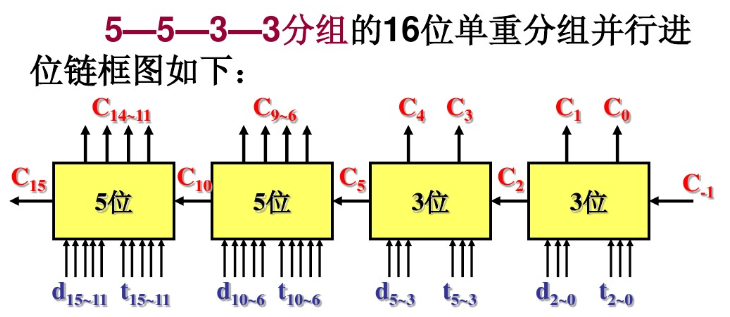 5—5—3—3分组的16位单重分组并行进
位链框图如下：
C14~11 C9~6 C4 C3 C1 C0
C15 5位 C10 5位 C5 3位 C2 3位 C-1
d15~11 t15~11 d10~6 t10~6 d5~3 t5~3 d2~0 t2~0